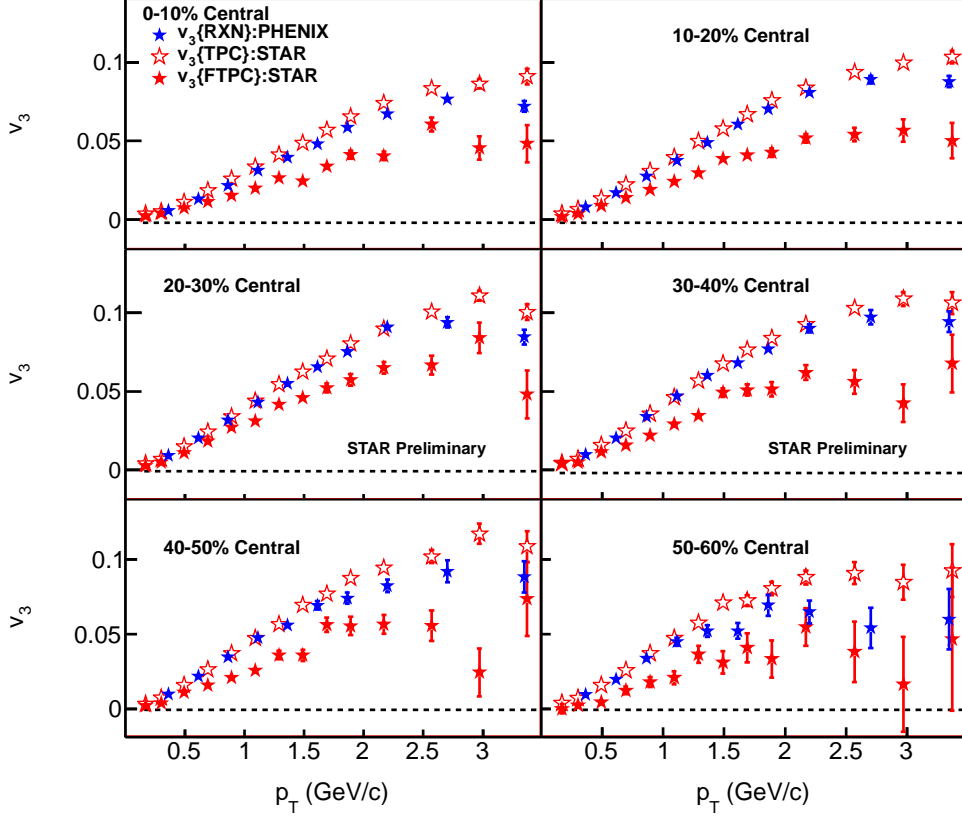 0-10% Central
v3{RXN}:PHENIX
v3{TPC}:STAR
v3{FTPC}:STAR
10-20% Central
v3
0.1
0.05
0
20-30% Central
30-40% Central
v3
0.1
0.05
0
STAR Preliminary
STAR Preliminary
40-50% Central
50-60% Central
v3
0.1
0.05
0
0.5 1 1.5 2 2.5 3
0.5 1 1.5 2 2.5 3
pT (GeV/c)
pT (GeV/c)